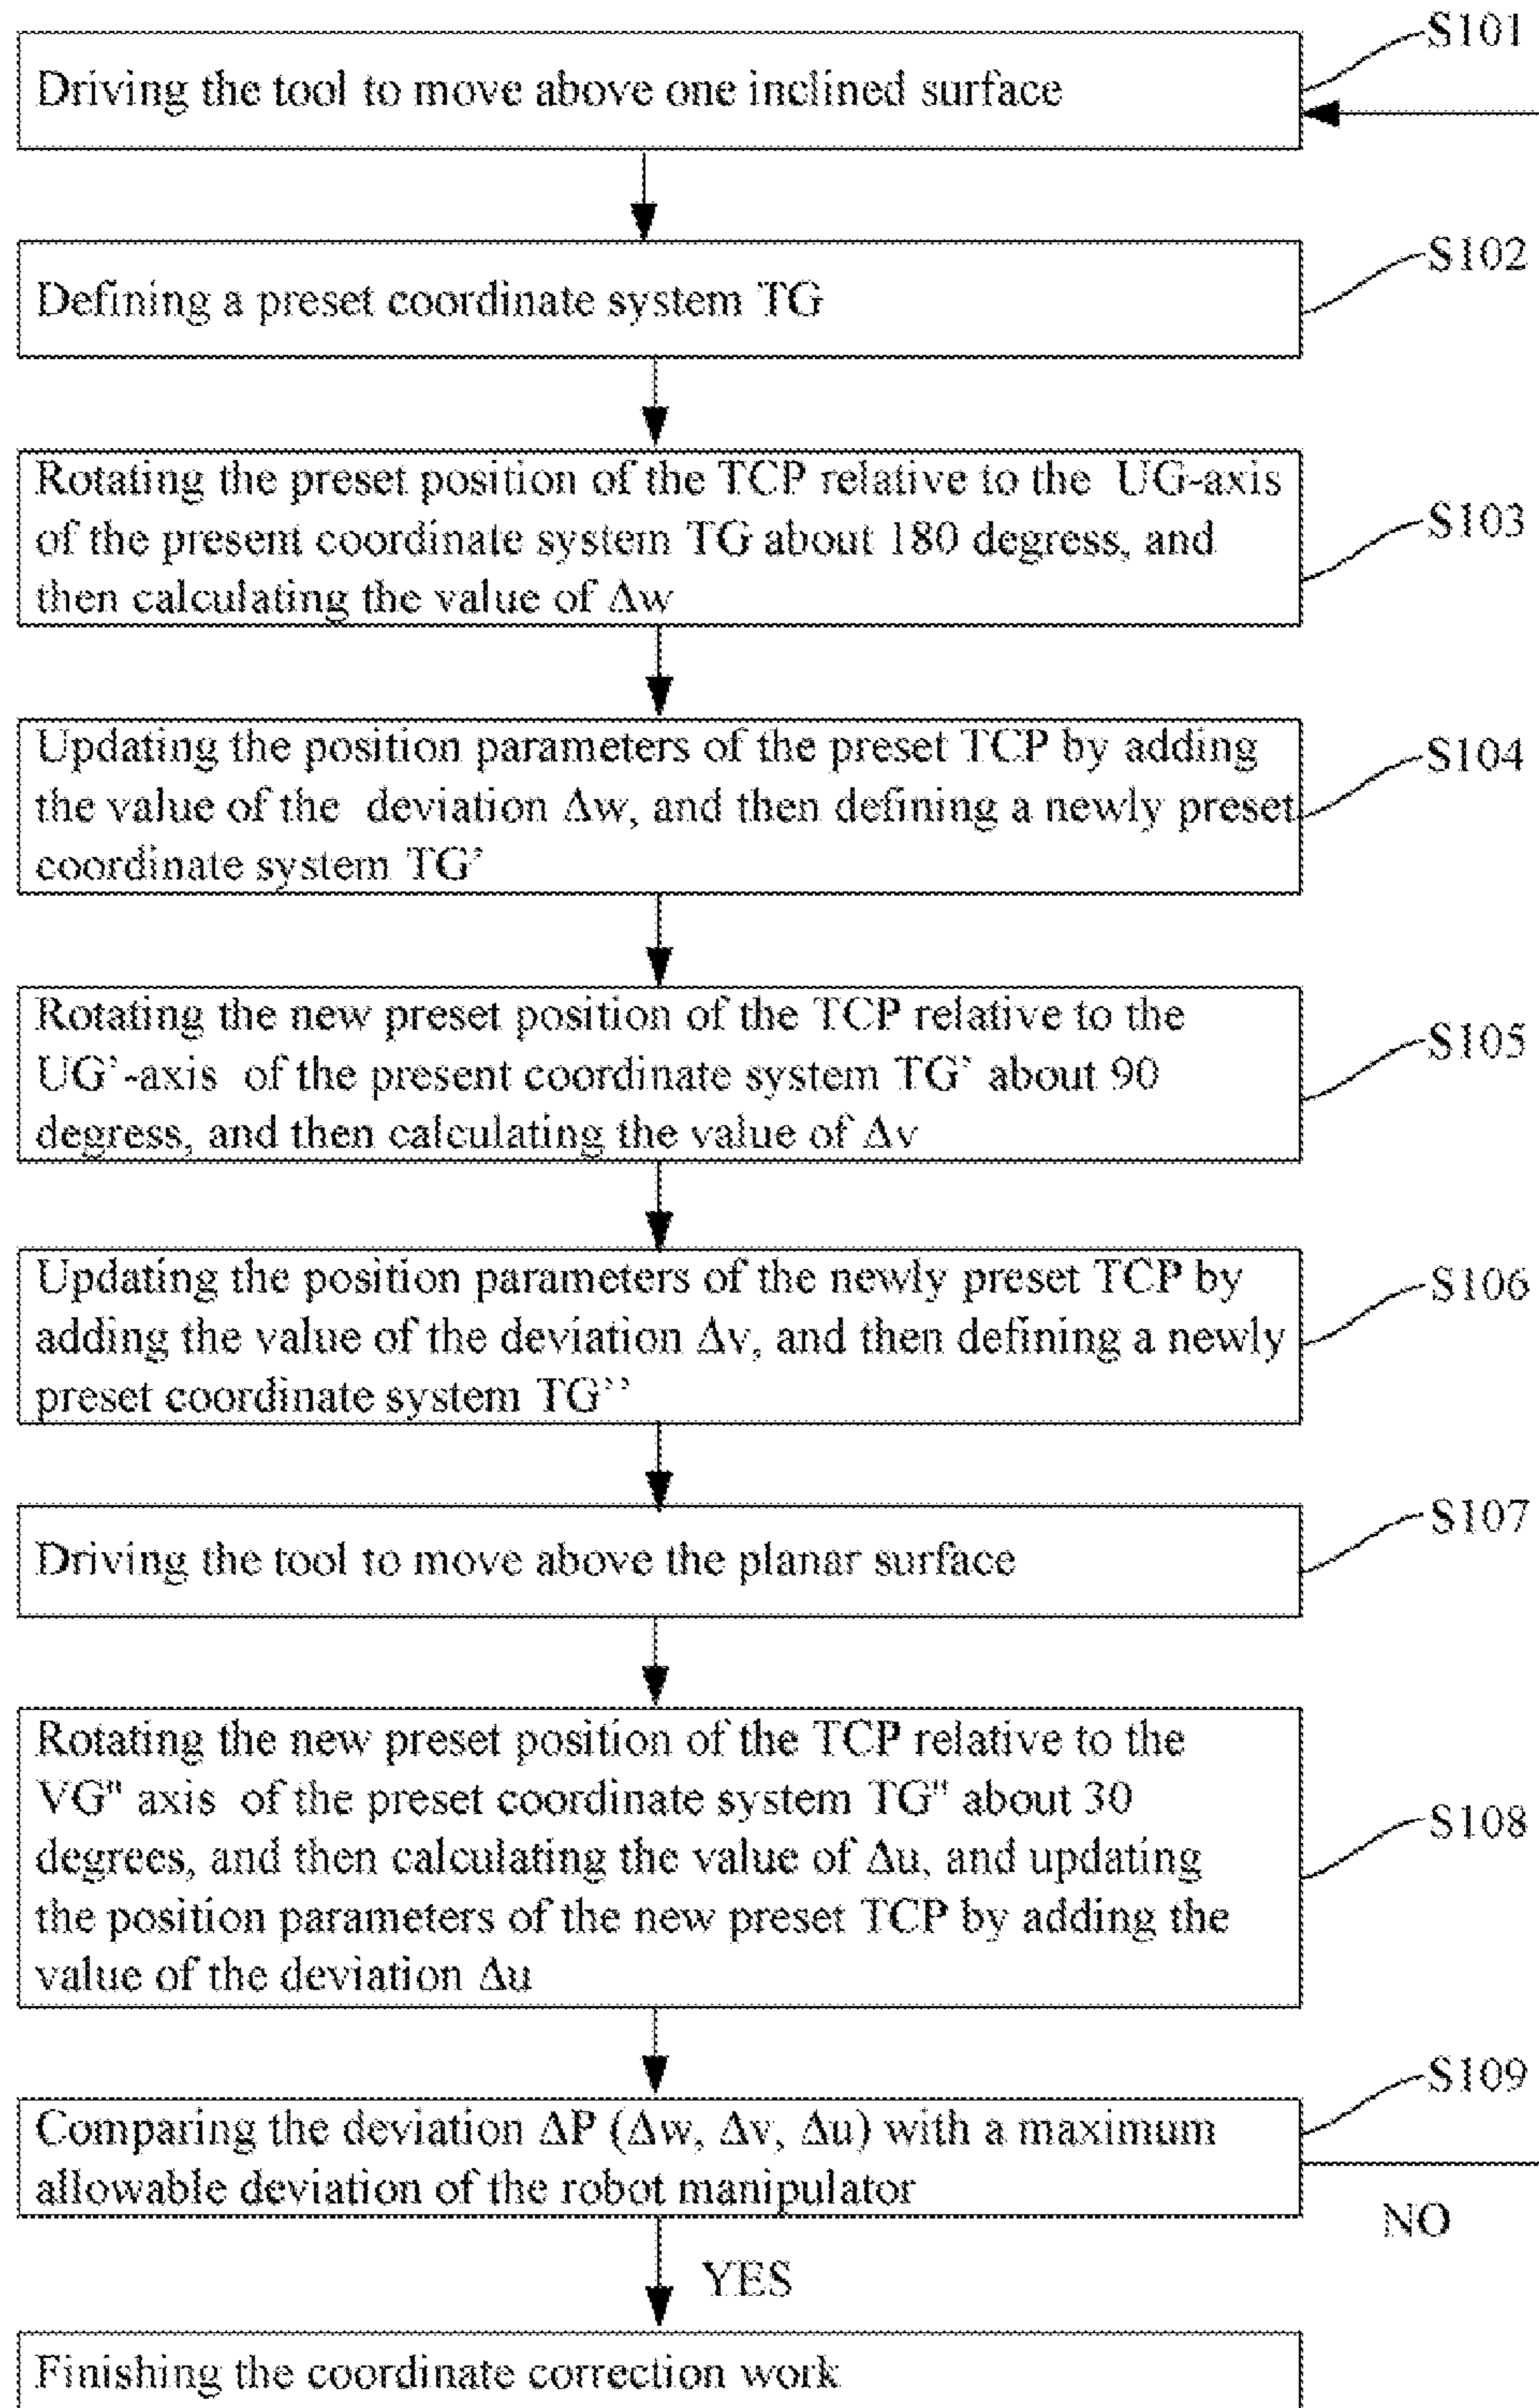 S101
Driving the tool to move above one inclined surface
S102
Defining a preset coordinate system TG
Rotating the preset position of the TCP relative to the UG-axis
of the present coordinate system TG about 180 degress, and
then calculating the value of Δw
S103
Updating the position parameters of the preset TCP by adding
the value of the deviation Δw, and then defining a newly preset
coordinate system TG’
S104
Rotating the new preset position of the TCP relative to the
UG’-axis of the present coordinate system TG’ about 90
degress, and then calculating the value of Δv
S105
Updating the position parameters of the newly preset TCP by
adding the value of the deviation Δv, and then defining a newly
preset coordinate system TG’’
S106
S107
Driving the tool to move above the planar surface
Rotating the new preset position of the TCP relative to the
VG" axis of the preset coordinate system TG" about 30
degrees, and then calculating the value of Δu, and updating
the position parameters of the new preset TCP by adding the
value of the deviation Δu
S108
S109
Comparing the deviation ΔP (Δw, Δv, Δu) with a maximum
allowable deviation of the robot manipulator
NO
YES
Finishing the coordinate correction work